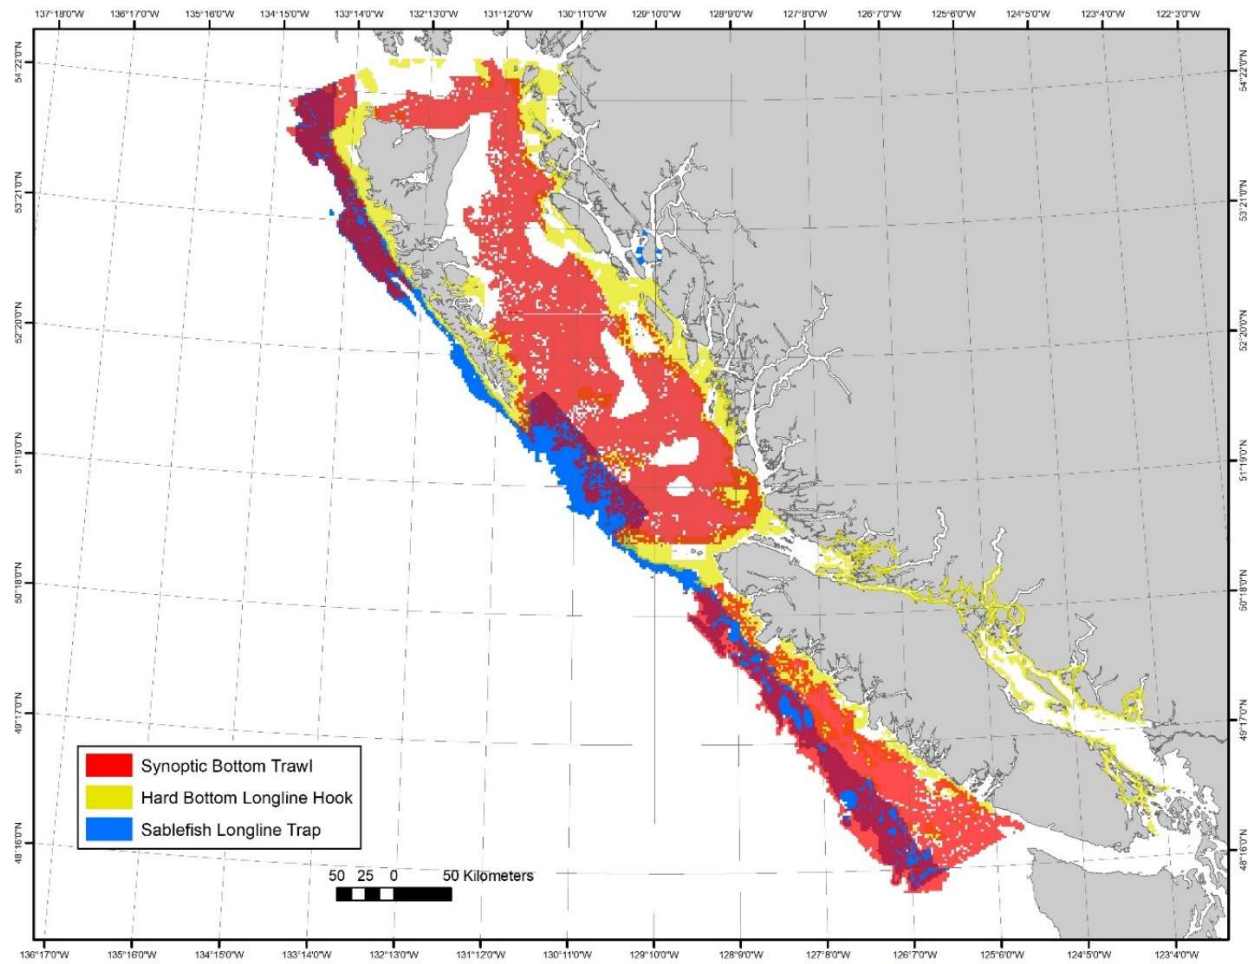 137°18'0"W 136°17'0"W 135°16'0"W 134°15'0"W 133°14'0"W 132°13'0"W 131°12'0"W 130°11'0"W 129°10'0"W 128°9'0"W 127°8'0"W 126°7'0"W 125°6'0"W 124°5'0"W 123°4'0"W 122°3'0"W
54°22'0"N 54°22'0"N
53°21'0"N 53°21'0"N
52°20'0"N 52°20'0"N
51°19'0"N 51°19'0"N
50°18'0"N 50°18'0"N
49°17'0"N 49°17'0"N
48°16'0"N 48°16'0"N
Synoptic Bottom Trawl
Hard Bottom Longline Hook
Sablefish Longline Trap
50 25 0 50 Kilometers
136°17'0"W 135°16'0"W 134°15'0"W 133°14'0"W 132°13'0"W 131°12'0"W 130°11'0"W 129°10'0"W 128°9'0"W 127°8'0"W 126°7'0"W 125°6'0"W 124°5'0"W 123°4'0"W